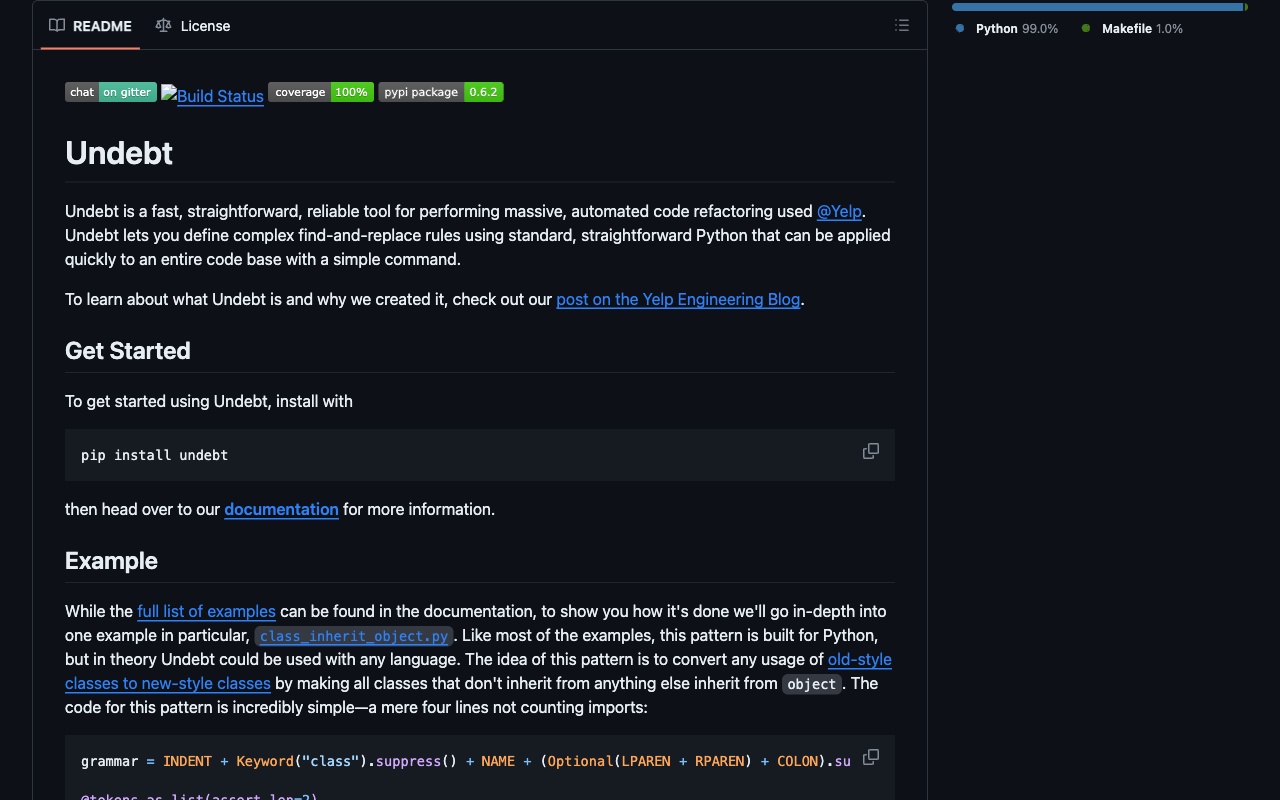 README
License
Python 99.0%
Makefile 1.0%
chat on gitter
Build Status
coverage 100%
pypi package 0.6.2
Undebt
Undebt is a fast, straightforward, reliable tool for performing massive, automated code refactoring used @Yelp.
Undebt lets you define complex find-and-replace rules using standard, straightforward Python that can be applied
quickly to an entire code base with a simple command.
To learn about what Undebt is and why we created it, check out our post on the Yelp Engineering Blog.
Get Started
To get started using Undebt, install with
pip install undebt
then head over to our documentation for more information.
Example
While the full list of examples can be found in the documentation, to show you how it's done we'll go in-depth into
one example in particular, class_inherit_object.py. Like most of the examples, this pattern is built for Python,
but in theory Undebt could be used with any language. The idea of this pattern is to convert any usage of old-style
classes to new-style classes by making all classes that don't inherit from anything else inherit from object. The
code for this pattern is incredibly simple—a mere four lines not counting imports:
grammar = INDENT + Keyword("class").suppress() + NAME + (Optional(LPAREN + RPAREN) + COLON).su
@tokens_as_list(assert_len=2)